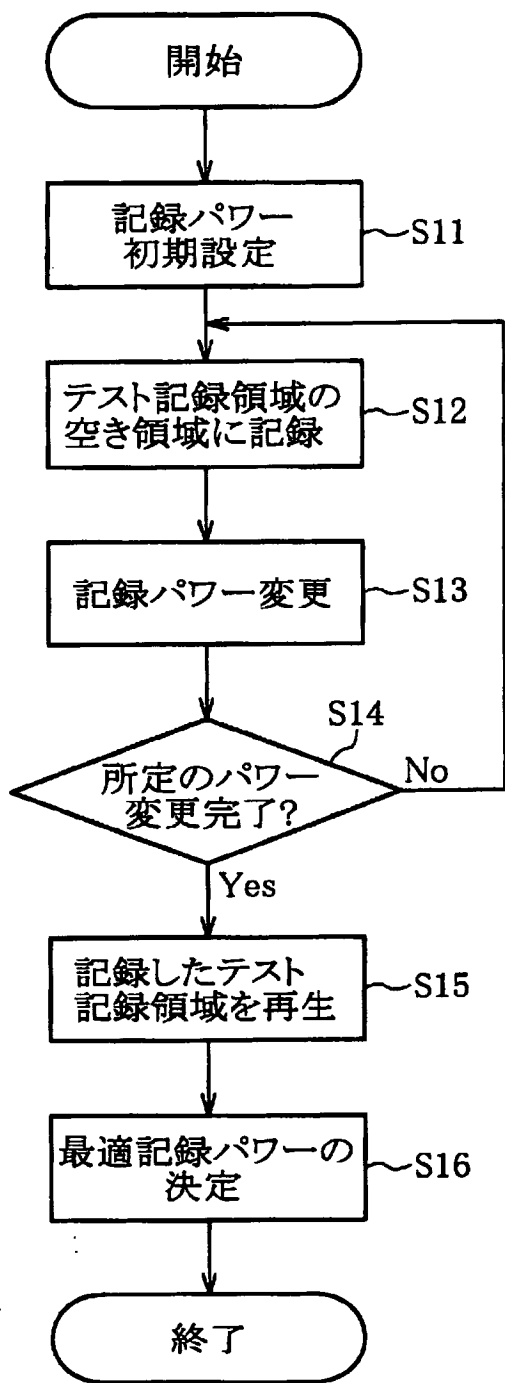 開始
記録パワー
初期設定
S11
テスト記録領域の
空き領域に記録
S12
記録パワー変更
S13
S14
所定のパワー
変更完了?
No
Yes
記録したテスト
記録領域を再生
S15
最適記録パワーの
決定
S16
終了